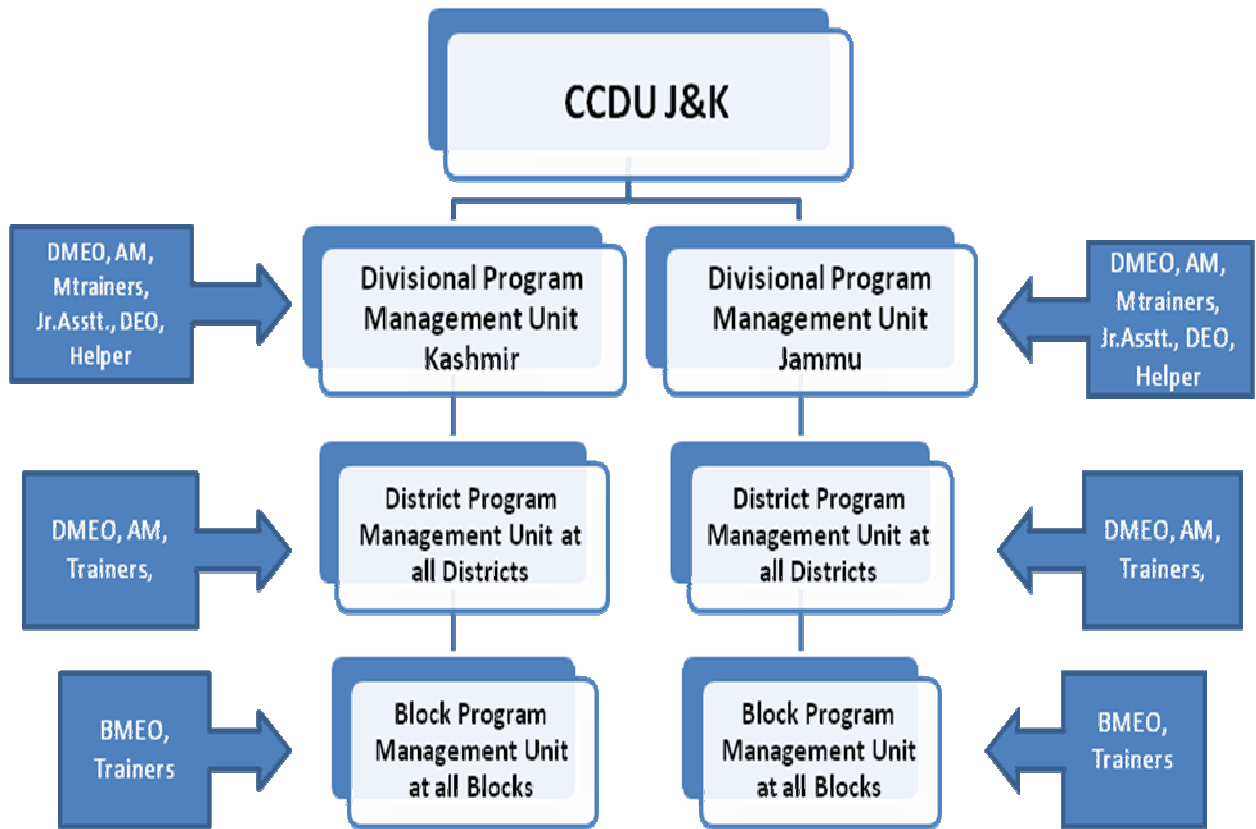 CCDU J&K
DMEO, AM,
Mtrainers,
Jr.Asstt., DEO,
Helper
Divisional Program
Management Unit
Kashmir
Divisional Program
Management Unit
Jammu
DMEO, AM,
Mtrainers,
Jr.Asstt., DEO,
Helper
DMEO, AM,
Trainers,
District Program
Management Unit at
all Districts
District Program
Management Unit at
all Districts
DMEO, AM,
Trainers,
BMEO,
Trainers
Block Program
Management Unit
at all Blocks
Block Program
Management Unit
at all Blocks
BMEO,
Trainers